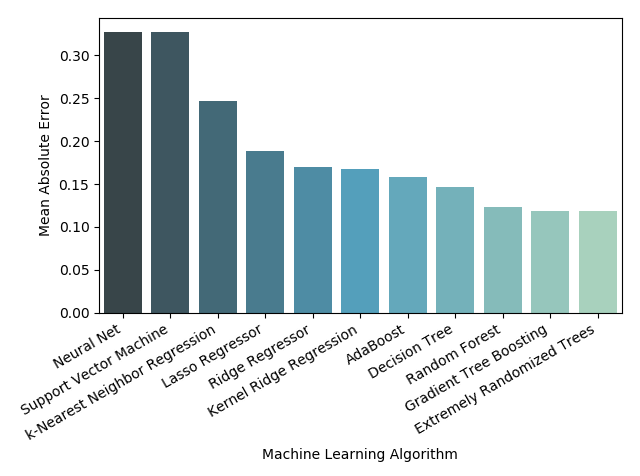 Mean Absolute Error
0.30
0.25
0.20
0.15
0.10
0.05
0.00
Neural Net
Support Vector Machine
k-Nearest Neighbor Regression
Lasso Regressor
Ridge Regressor
Kernel Ridge Regression
AdaBoost
Decision Tree
Random Forest
Gradient Tree Boosting
Extremely Randomized Trees
Machine Learning Algorithm